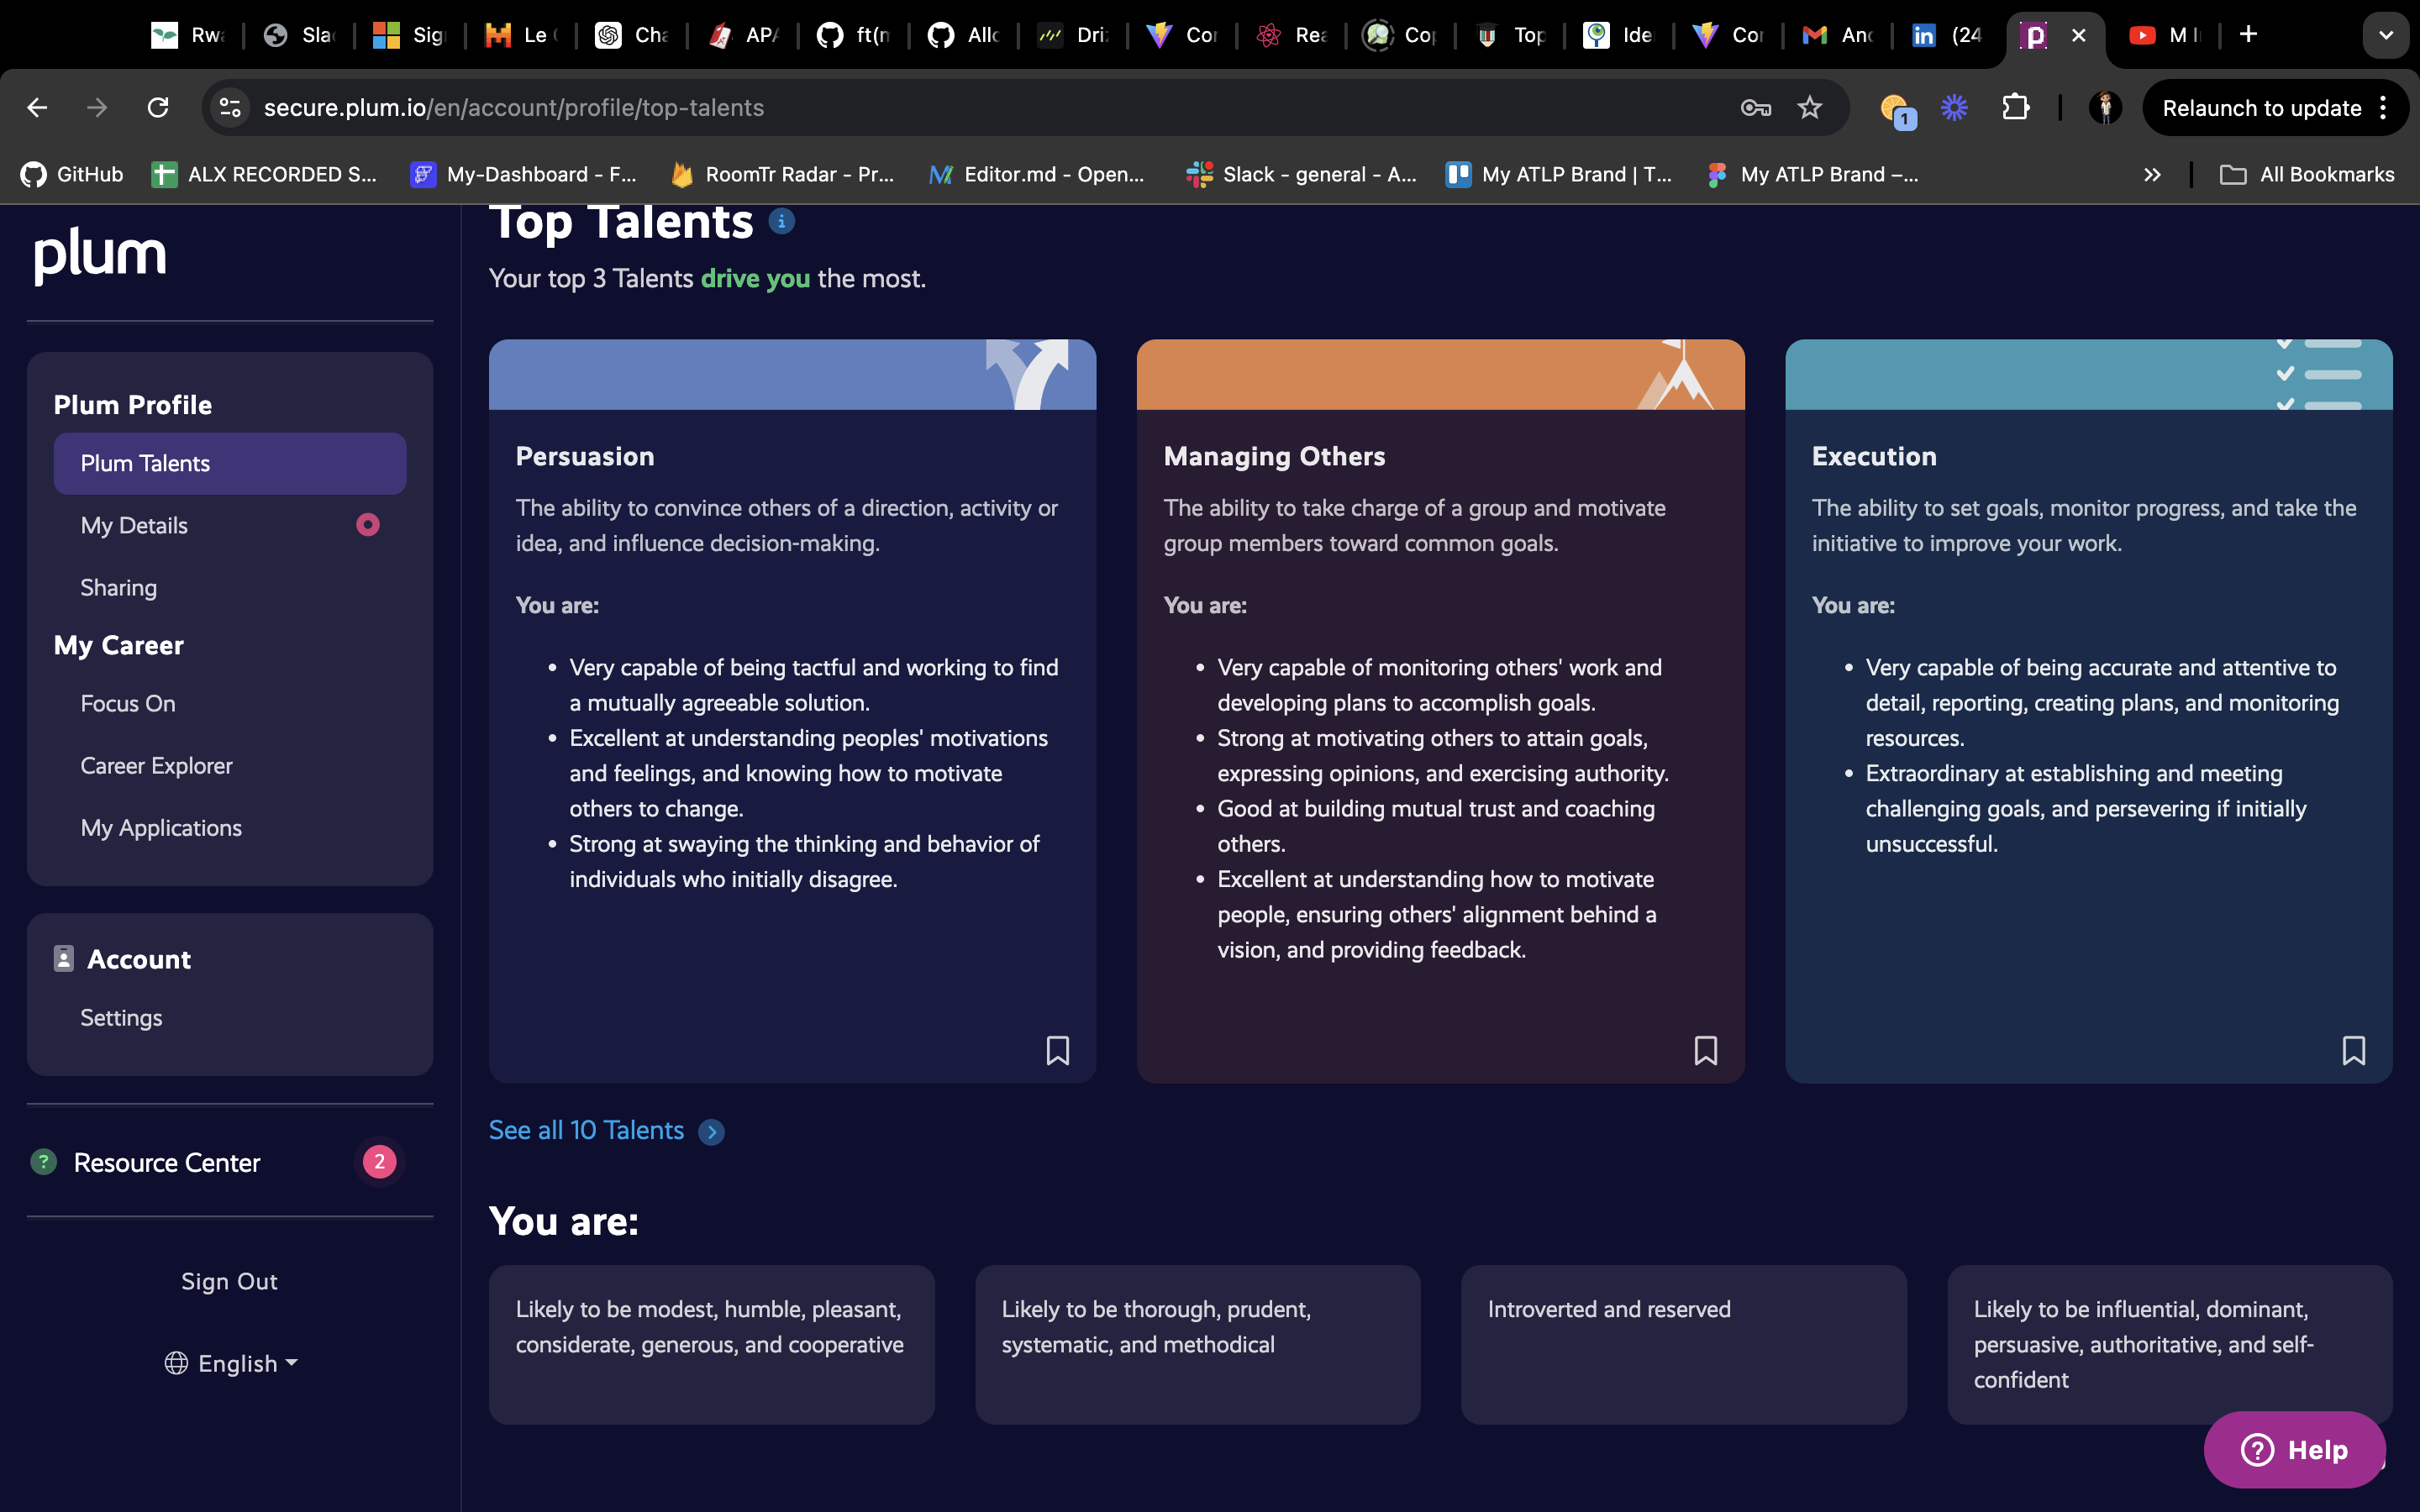 Rwa
Slac
Sig
Le C
Cha
APA
ft(m
Allo
Driz
Cor
Rea
Cop
Top
Ide
Cor
And
(24
M I
secure.plum.io/en/account/profile/top-talents
1
Relaunch to update
GitHub
ALX RECORDED S...
My-Dashboard - F...
RoomTr Radar - Pr...
Editor.md - Open...
Slack - general - A...
My ATLP Brand | T...
My ATLP Brand –...
All Bookmarks
plum
Plum Profile
Plum Talents
My Details
Sharing
My Career
Focus On
Career Explorer
My Applications
Account
Settings
Resource Center
2
Sign Out
English
Top Talents
Your top 3 Talents drive you the most.
Persuasion
The ability to convince others of a direction, activity or
idea, and influence decision-making.
You are:
• Very capable of being tactful and working to find
a mutually agreeable solution.
• Excellent at understanding peoples' motivations
and feelings, and knowing how to motivate
others to change.
• Strong at swaying the thinking and behavior of
individuals who initially disagree.
Managing Others
The ability to take charge of a group and motivate
group members toward common goals.
You are:
• Very capable of monitoring others' work and
developing plans to accomplish goals.
• Strong at motivating others to attain goals,
expressing opinions, and exercising authority.
• Good at building mutual trust and coaching
others.
• Excellent at understanding how to motivate
people, ensuring others' alignment behind a
vision, and providing feedback.
Execution
The ability to set goals, monitor progress, and take the
initiative to improve your work.
You are:
• Very capable of being accurate and attentive to
detail, reporting, creating plans, and monitoring
resources.
• Extraordinary at establishing and meeting
challenging goals, and persevering if initially
unsuccessful.
See all 10 Talents
You are:
Likely to be modest, humble, pleasant,
considerate, generous, and cooperative
Likely to be thorough, prudent,
systematic, and methodical
Introverted and reserved
Likely to be influential, dominant,
persuasive, authoritative, and self-
confident
Help